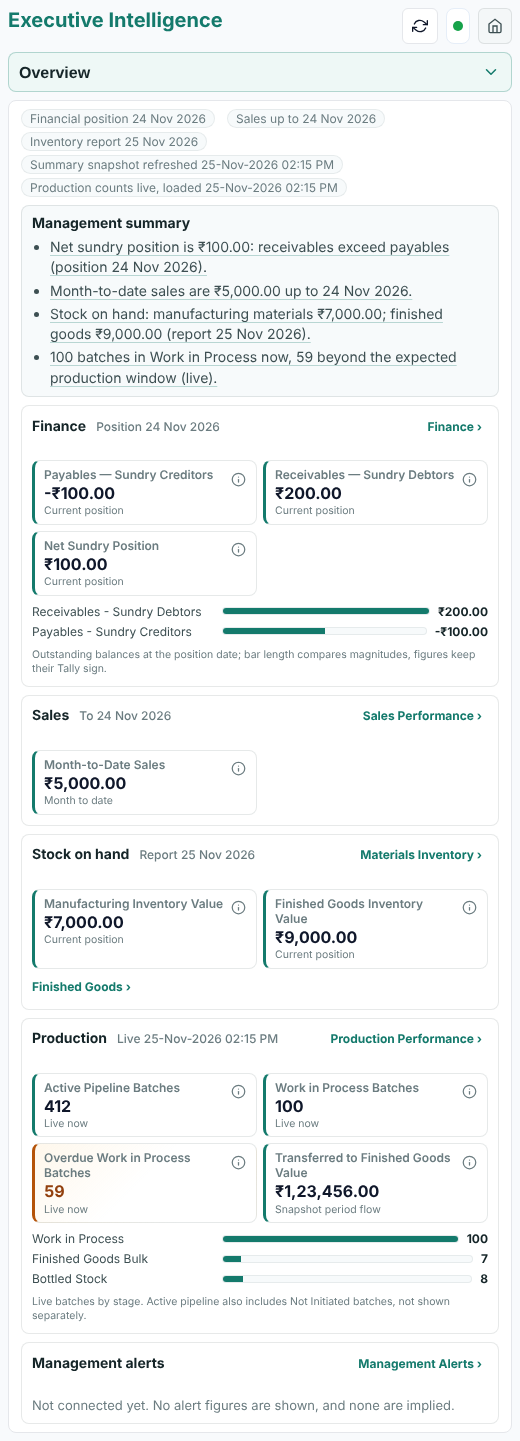 Executive Intelligence
Overview
Financial position 24 Nov 2026
Sales up to 24 Nov 2026
Inventory report 25 Nov 2026
Summary snapshot refreshed 25-Nov-2026 02:15 PM
Production counts live, loaded 25-Nov-2026 02:15 PM
Management summary
• Net sundry position is ₹100.00: receivables exceed payables
(position 24 Nov 2026).
• Month-to-date sales are ₹5,000.00 up to 24 Nov 2026.
• Stock on hand: manufacturing materials ₹7,000.00; finished
goods ₹9,000.00 (report 25 Nov 2026).
• 100 batches in Work in Process now, 59 beyond the expected
production window (live).
Finance Position 24 Nov 2026
Finance ›
Payables — Sundry Creditors
-₹100.00
Current position
Receivables — Sundry Debtors
₹200.00
Current position
Net Sundry Position
₹100.00
Current position
Receivables - Sundry Debtors ₹200.00
Payables - Sundry Creditors -₹100.00
Outstanding balances at the position date; bar length compares magnitudes, figures keep
their Tally sign.
Sales To 24 Nov 2026
Sales Performance ›
Month-to-Date Sales
₹5,000.00
Month to date
Stock on hand Report 25 Nov 2026
Materials Inventory ›
Manufacturing Inventory Value
₹7,000.00
Current position
Finished Goods Inventory
Value
₹9,000.00
Current position
Finished Goods ›
Production Live 25-Nov-2026 02:15 PM
Production Performance ›
Active Pipeline Batches
412
Live now
Work in Process Batches
100
Live now
Overdue Work in Process
Batches
59
Live now
Transferred to Finished Goods
Value
₹1,23,456.00
Snapshot period flow
Work in Process 100
Finished Goods Bulk 7
Bottled Stock 8
Live batches by stage. Active pipeline also includes Not Initiated batches, not shown
separately.
Management alerts
Management Alerts ›
Not connected yet. No alert figures are shown, and none are implied.